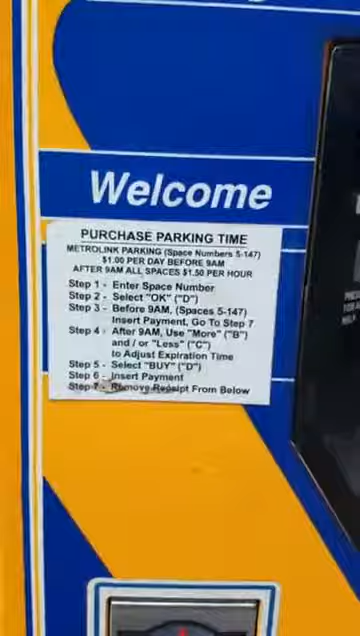 Welcome
PURCHASE PARKING TIME
METROLINK PARKING (Space Numbers 5-147)
$1.00 PER DAY BEFORE 9AM
AFTER 9AM ALL SPACES $1.50 PER HOUR
Step 1 - Enter Space Number
Step 2 - Select "OK" ("D")
Step 3 - Before 9AM, (Spaces 5-147)
Insert Payment, Go To Step 7
Step 4 - After 9AM, Use "More" ("B")
and / or "Less" ("C")
to Adjust Expiration Time
Step 5 - Select "BUY" ("D")
Step 6 - Insert Payment
Step 7 - Remove Receipt From Below